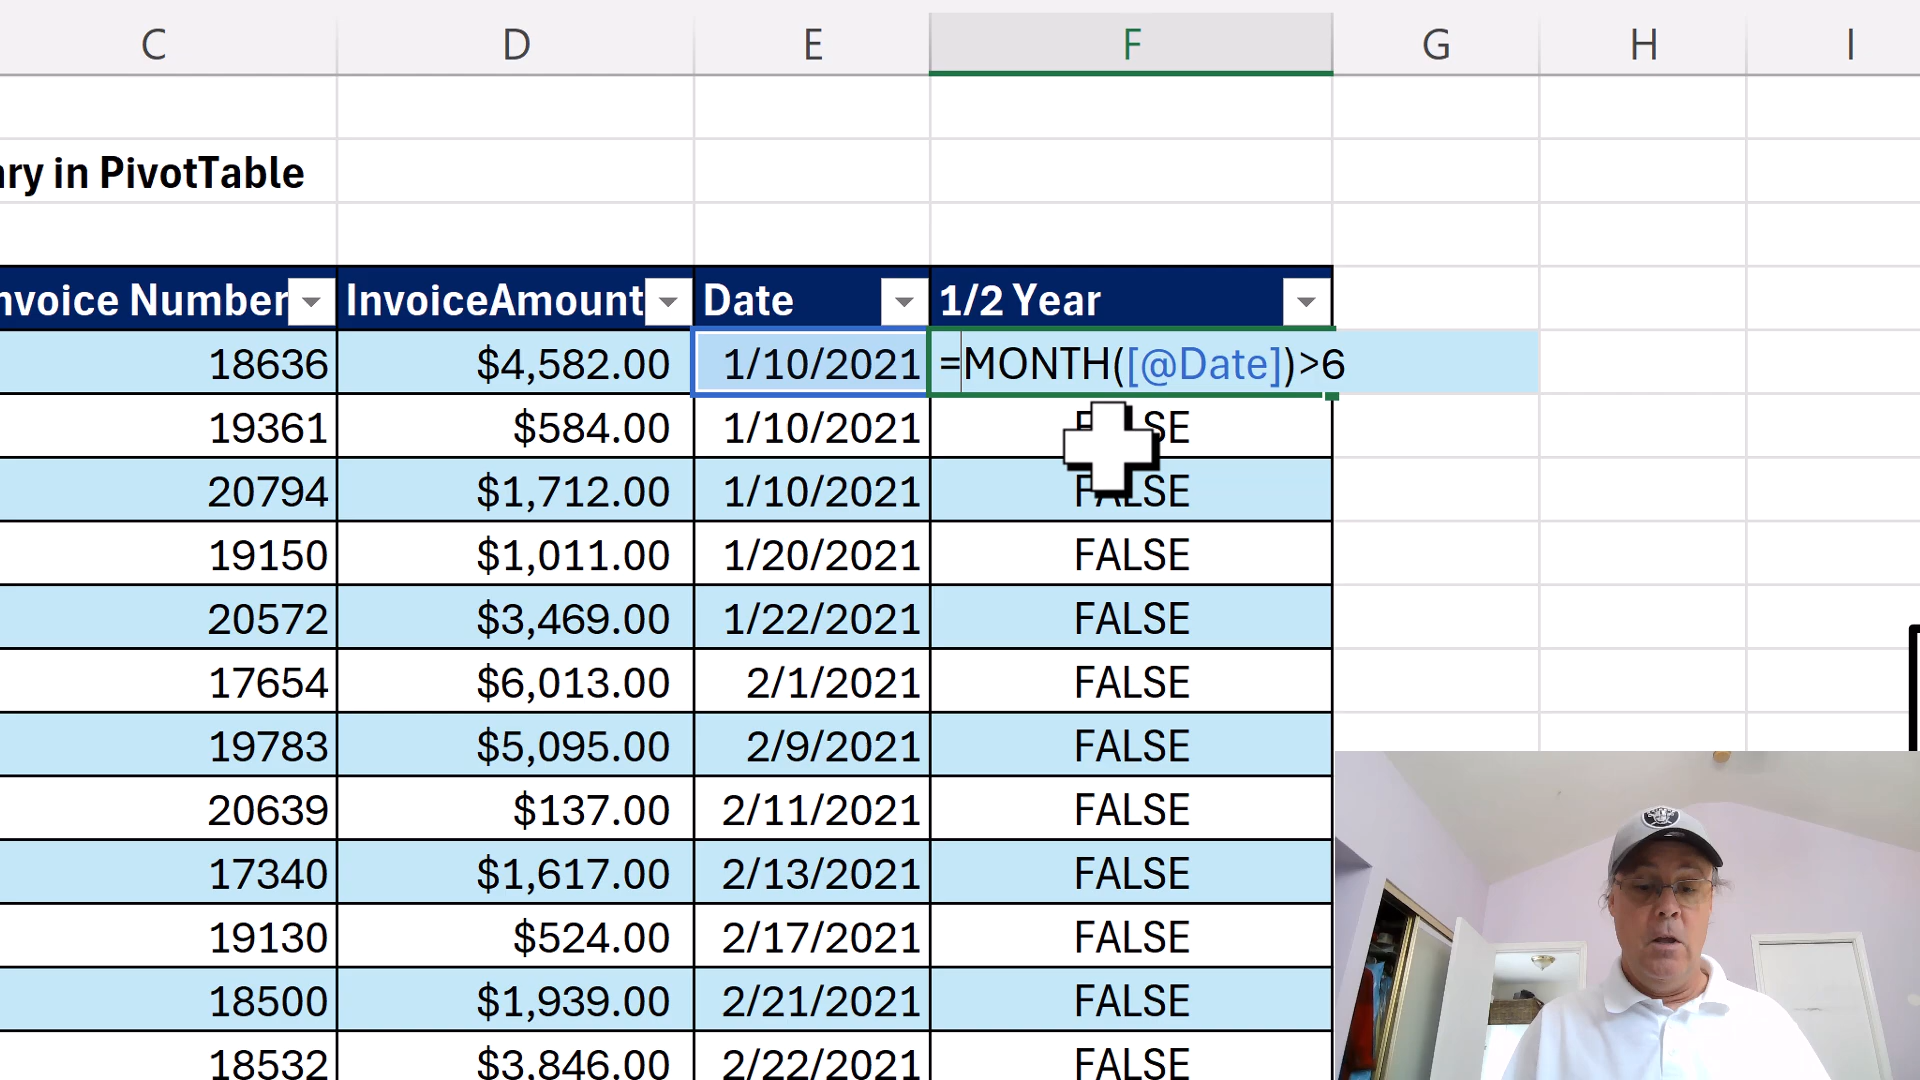 C D E F G H I
ary in PivotTable
nvoice Number InvoiceAmount Date 1/2 Year
18636 $4,582.00 1/10/2021 =MONTH([@Date])>6
19361 $584.00 1/10/2021 FALSE
20794 $1,712.00 1/10/2021 FALSE
19150 $1,011.00 1/20/2021 FALSE
20572 $3,469.00 1/22/2021 FALSE
17654 $6,013.00 2/1/2021 FALSE
19783 $5,095.00 2/9/2021 FALSE
20639 $137.00 2/11/2021 FALSE
17340 $1,617.00 2/13/2021 FALSE
19130 $524.00 2/17/2021 FALSE
18500 $1,939.00 2/21/2021 FALSE
18532 $3,846.00 2/22/2021 FALSE